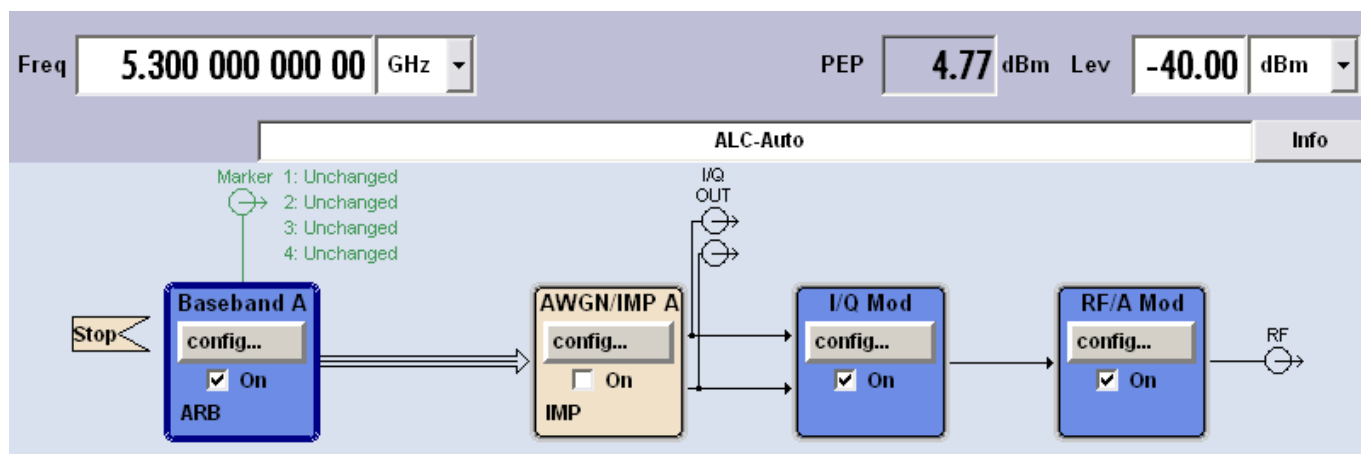 Freq 5.300 000 000 00 GHz PEP 4.77 dBm Lev -40.00 dBm
ALC-Auto Info
Marker 1: Unchanged
2: Unchanged
3: Unchanged
4: Unchanged
I/Q
OUT
Baseband A AWGN/IMP A I/Q Mod RF/A Mod
Stop config... config... config... config... RF
On On On On
ARB IMP